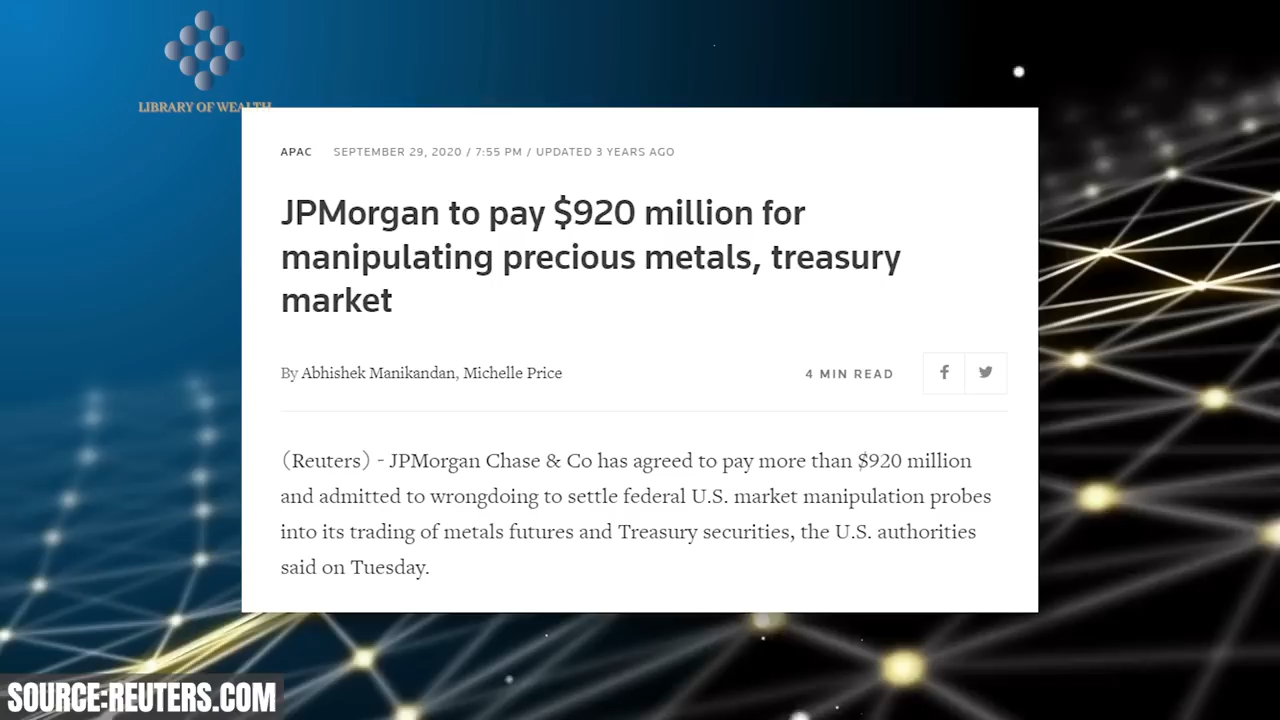 LIBRARY OF WEALTH
APAC SEPTEMBER 29, 2020 / 7:55 PM / UPDATED 3 YEARS AGO
JPMorgan to pay $920 million for
manipulating precious metals, treasury
market
By Abhishek Manikandan, Michelle Price 4 MIN READ
(Reuters) - JPMorgan Chase & Co has agreed to pay more than $920 million
and admitted to wrongdoing to settle federal U.S. market manipulation probes
into its trading of metals futures and Treasury securities, the U.S. authorities
said on Tuesday.
SOURCE:REUTERS.COM